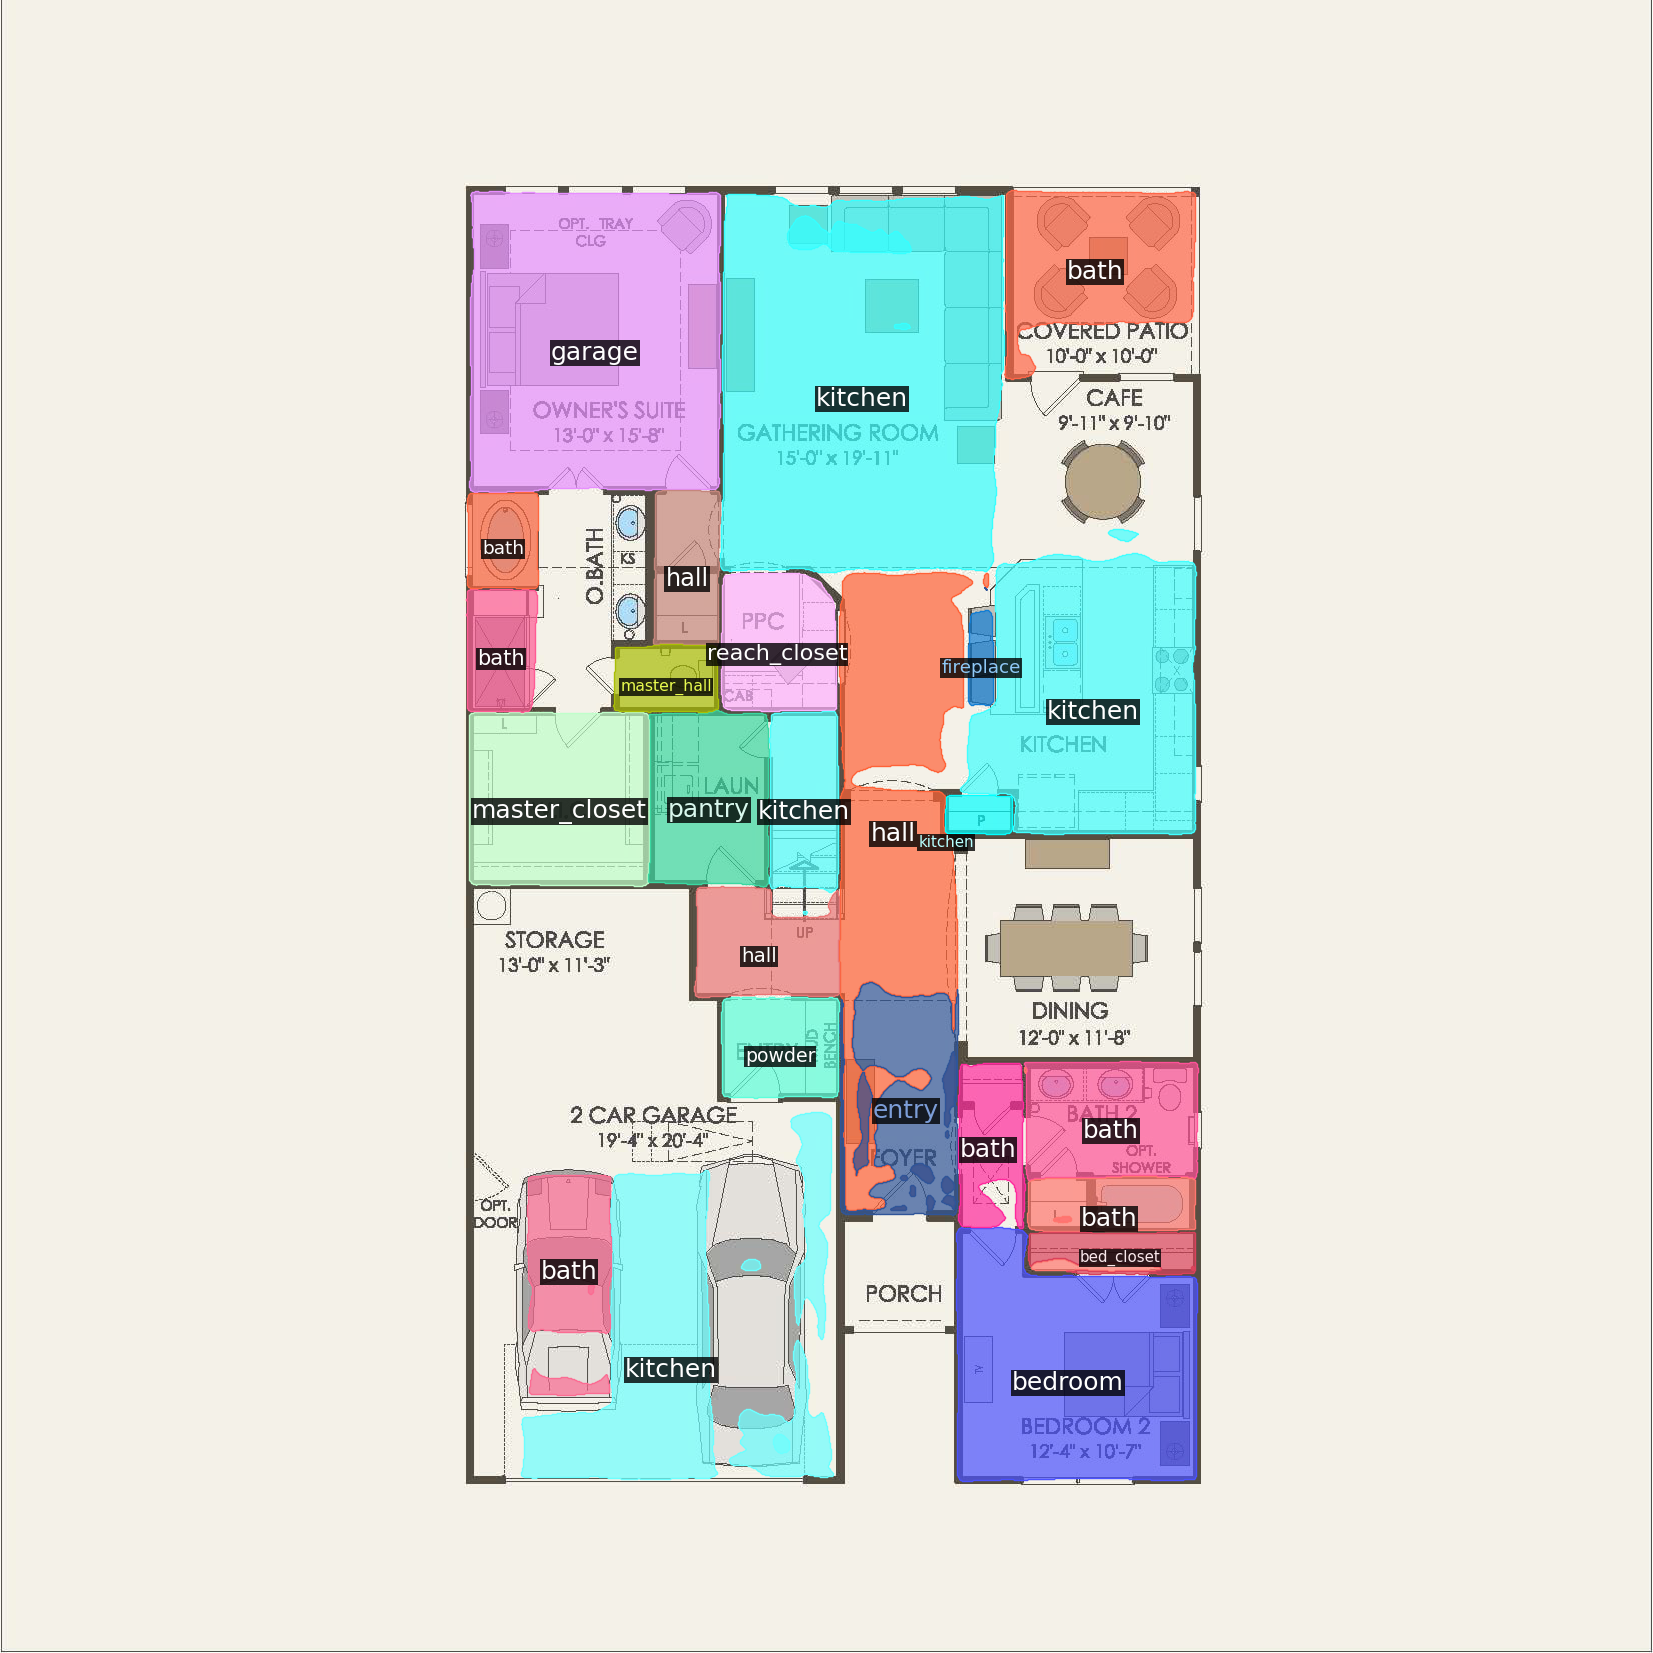 OPT. TRAY
CLG
garage
OWNER'S SUITE
13'-0" x 15'-8"
kitchen
GATHERING ROOM
15'-0" x 19'-11"
bath
COVERED PATIO
10'-0" x 10'-0"
CAFE
9'-11" x 9'-10"
bath
O.BATH
KS
hall
L
bath
master_hall
PPC
reach_closet
CAB
fireplace
kitchen
KITCHEN
L
master_closet
LAUN
pantry
kitchen
hall
P
kitchen
UP
hall
STORAGE
13'-0" x 11'-3"
DINING
12'-0" x 11'-8"
powder
BENCH
2 CAR GARAGE
19'-4" x 20'-4"
entry
FOYER
BATH 2
bath
bath
OPT.
SHOWER
L
bath
bed_closet
OPT.
DOOR
bath
kitchen
PORCH
TV
bedroom
BEDROOM 2
12'-4" x 10'-7"